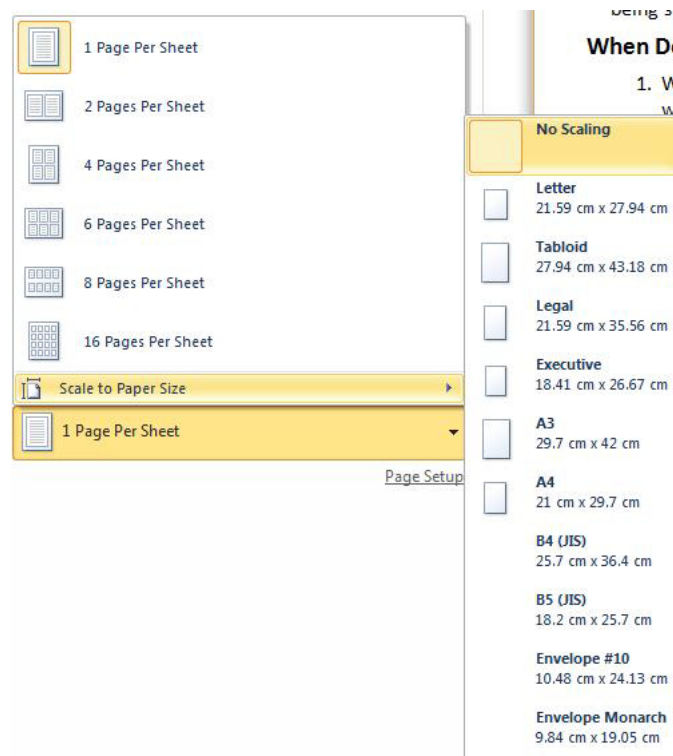 When D
1. W
1 Page Per Sheet
2 Pages Per Sheet
4 Pages Per Sheet
6 Pages Per Sheet
8 Pages Per Sheet
16 Pages Per Sheet
Scale to Paper Size
1 Page Per Sheet
Page Setup
No Scaling
Letter
21.59 cm x 27.94 cm
Tabloid
27.94 cm x 43.18 cm
Legal
21.59 cm x 35.56 cm
Executive
18.41 cm x 26.67 cm
A3
29.7 cm x 42 cm
A4
21 cm x 29.7 cm
B4 (JIS)
25.7 cm x 36.4 cm
B5 (JIS)
18.2 cm x 25.7 cm
Envelope #10
10.48 cm x 24.13 cm
Envelope Monarch
9.84 cm x 19.05 cm